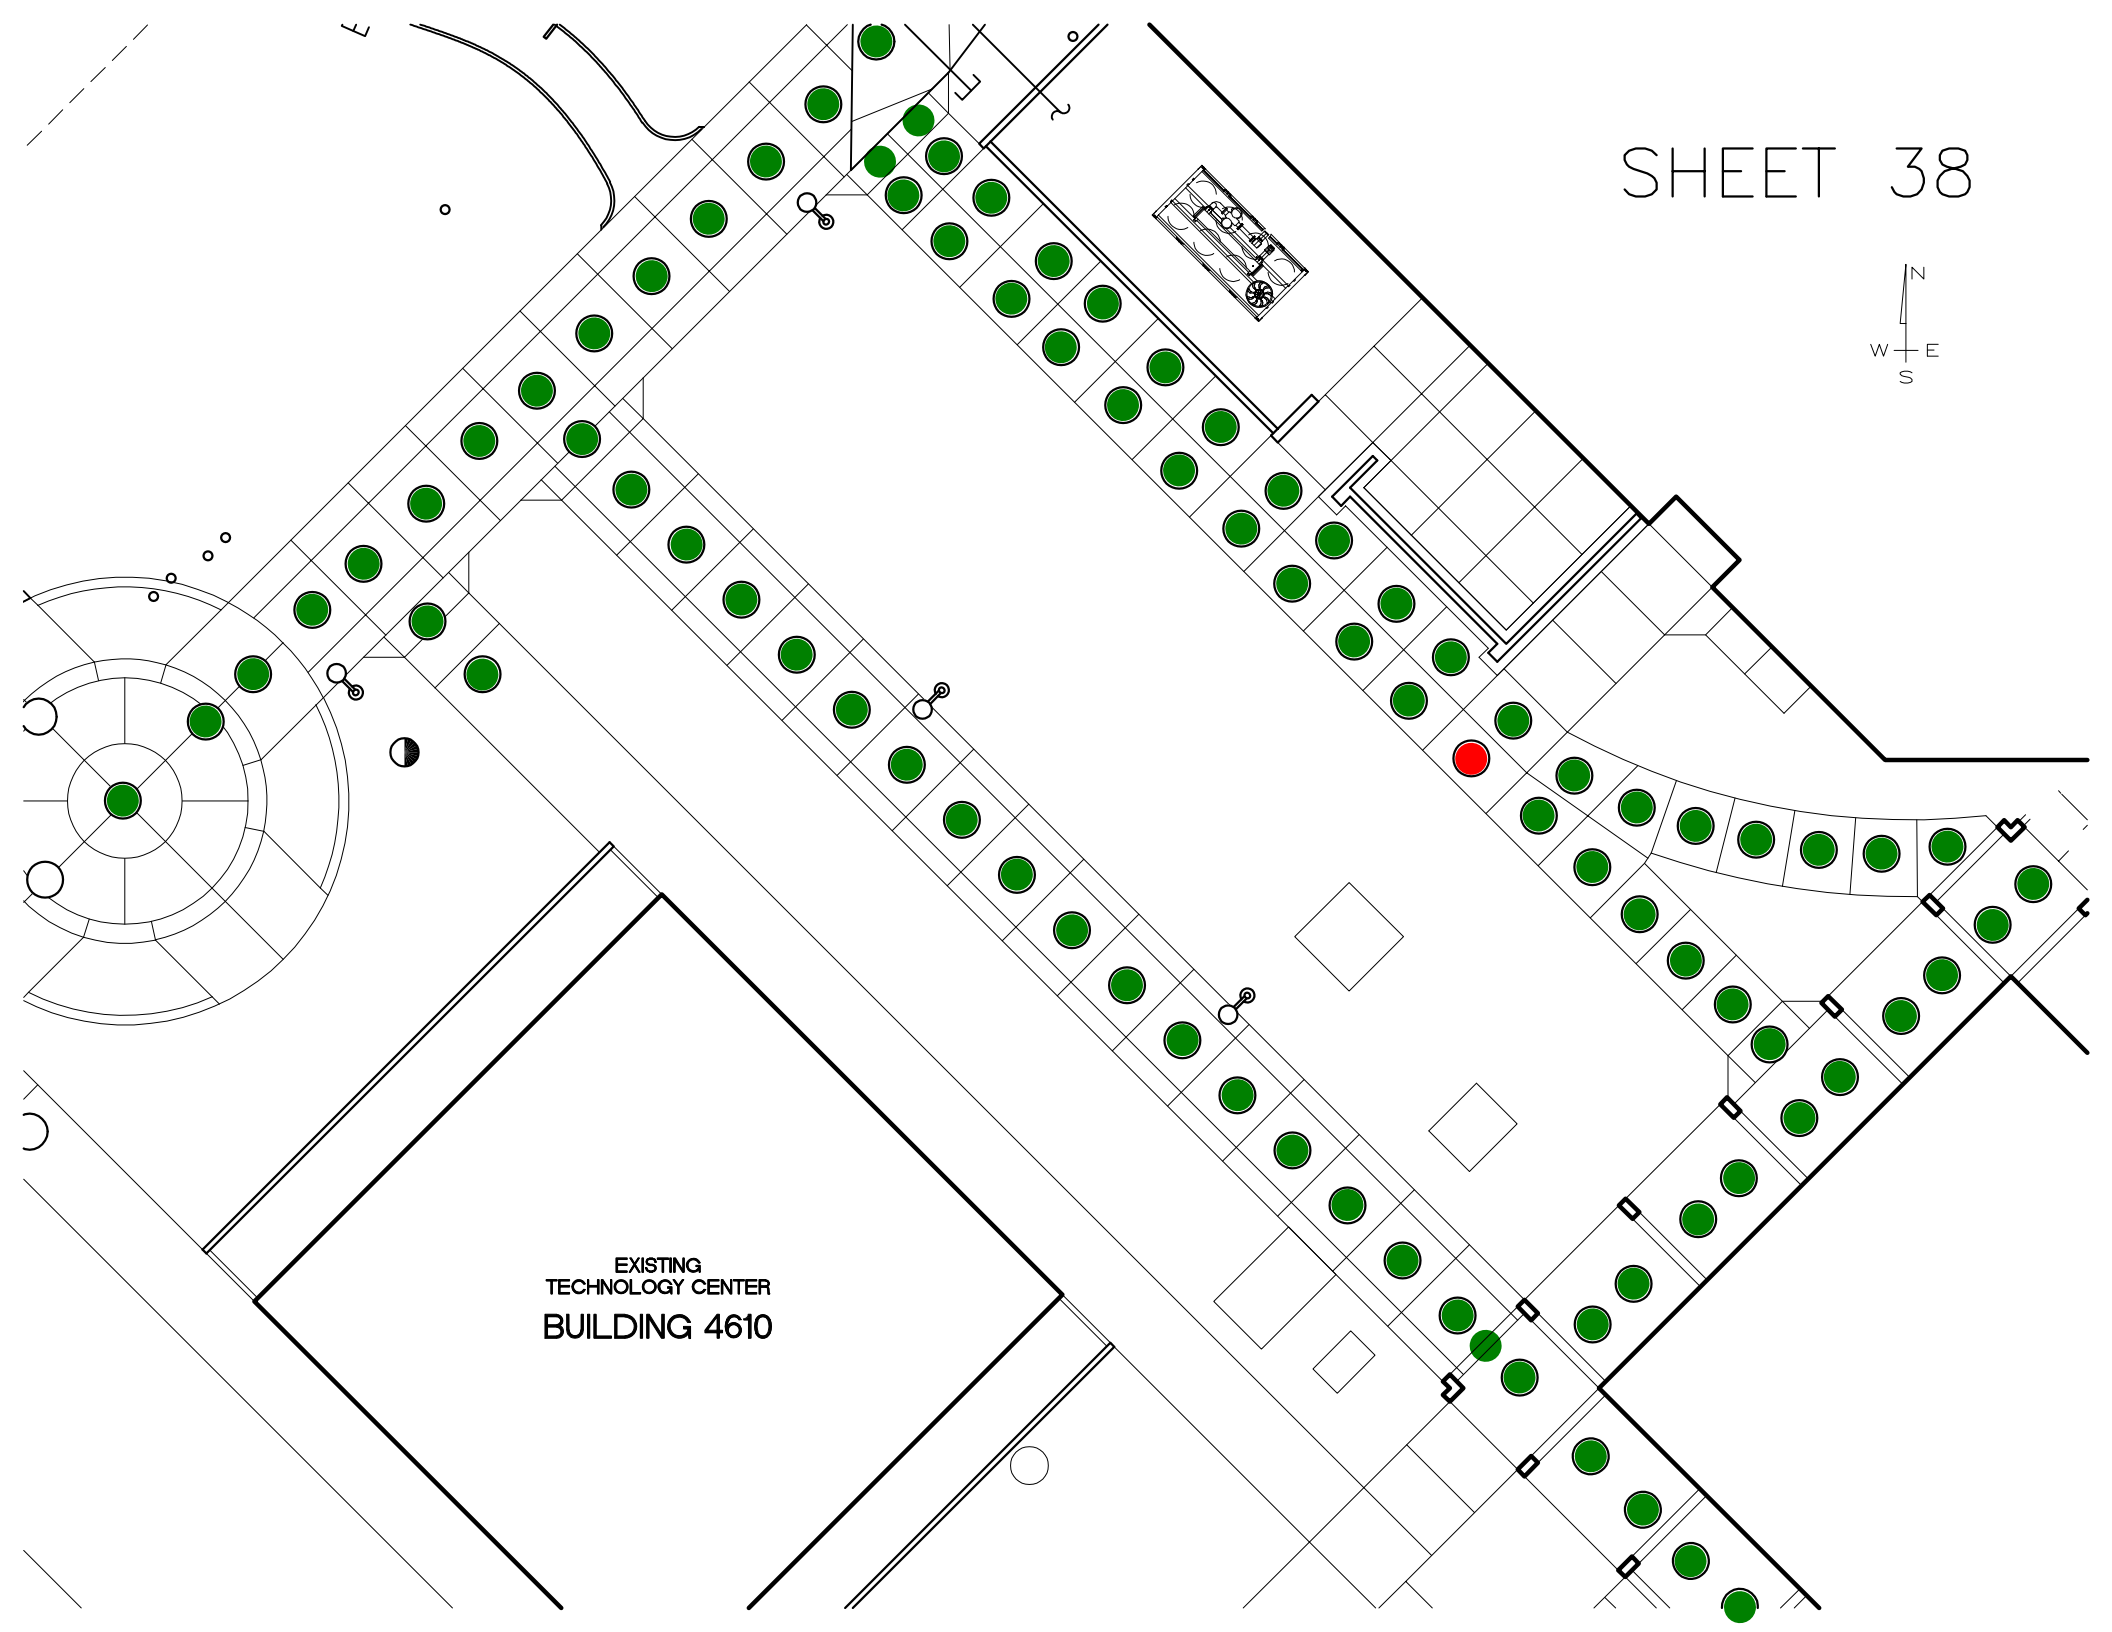 E
SHEET 38
N
W E
S
EXISTING
TECHNOLOGY CENTER
BUILDING 4610